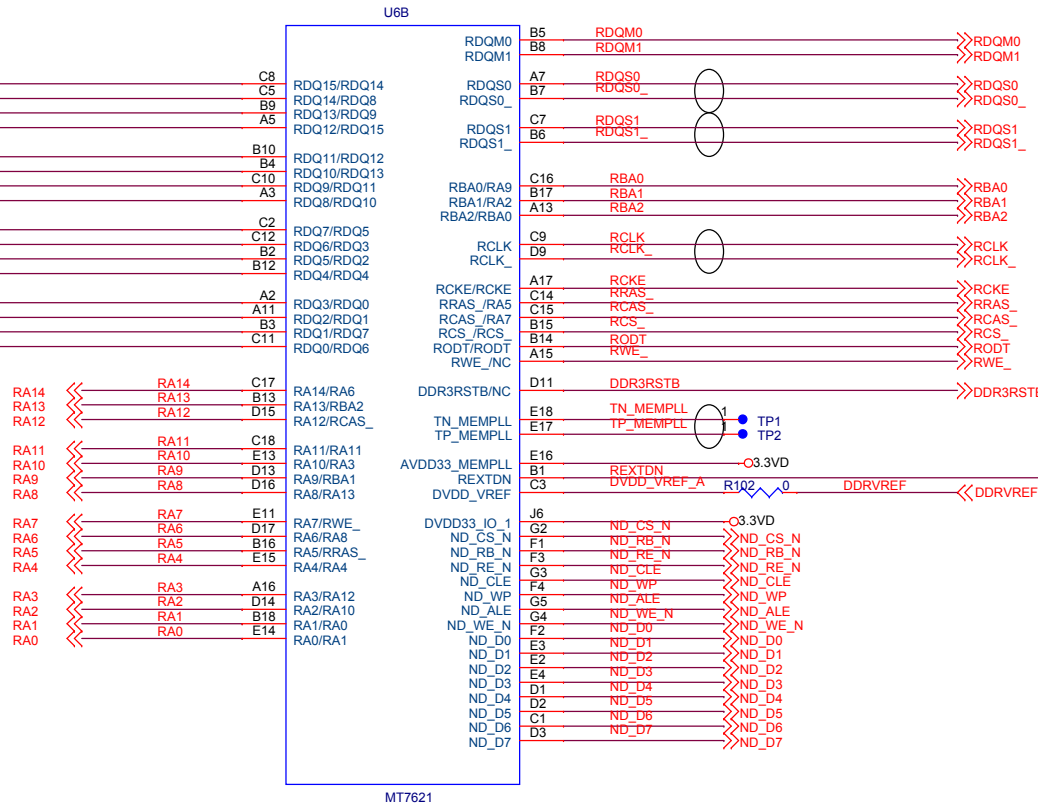 U6B
B5 RDQM0
RDQM0 RDQM0
B8 RDQM1
RDQM1 RDQM1
C8 RDQ15/RDQ14
C5 RDQ14/RDQ8
B9 RDQ13/RDQ9
A5 RDQ12/RDQ15
B10 RDQ11/RDQ12
B4 RDQ10/RDQ13
C10 RDQ9/RDQ11
A3 RDQ8/RDQ10
C2 RDQ7/RDQ5
C12 RDQ6/RDQ3
B2 RDQ5/RDQ2
B12 RDQ4/RDQ4
A2 RDQ3/RDQ0
A11 RDQ2/RDQ1
B3 RDQ1/RDQ7
C11 RDQ0/RDQ6
RA14 RA14 C17 RA14/RA6
RA13 RA13 B13 RA13/RBA2
RA12 RA12 D15 RA12/RCAS_
RA11 RA11 C18 RA11/RA11
RA10 RA10 E13 RA10/RA3
RA9 RA9 D13 RA9/RBA1
RA8 RA8 D16 RA8/RA13
RA7 RA7 E11 RA7/RWE_
RA6 RA6 D17 RA6/RA8
RA5 RA5 B16 RA5/RRAS_
RA4 RA4 E15 RA4/RA4
RA3 RA3 A16 RA3/RA12
RA2 RA2 D14 RA2/RA10
RA1 RA1 B18 RA1/RA0
RA0 RA0 E14 RA0/RA1
RDQS0 A7 RDQS0 RDQS0
RDQS0_ B7 RDQS0_ RDQS0_
RDQS1 C7 RDQS1 RDQS1
RDQS1_ B6 RDQS1_ RDQS1_
RBA0/RA9 C16 RBA0 RBA0
RBA1/RA2 B17 RBA1 RBA1
RBA2/RBA0 A13 RBA2 RBA2
RCLK C9 RCLK RCLK
RCLK_ D9 RCLK_ RCLK_
RCKE/RCKE A17 RCKE RCKE
RRAS_/RA5 C14 RRAS_ RRAS_
RCAS_/RA7 C15 RCAS_ RCAS_
RCS_/RCS_ B15 RCS_ RCS_
RODT/RODT B14 RODT RODT
RWE_/NC A15 RWE_ RWE_
DDR3RSTB/NC D11 DDR3RSTB DDR3RSTB
TN_MEMPLL E18 TN_MEMPLL 1 TP1
TP_MEMPLL E17 TP_MEMPLL 1 TP2
AVDD33_MEMPLL E16 3.3VD
REXTDN B1 REXTDN
DVDD_VREF C3 DVDD_VREF_A R102 0 DDRVREF DDRVREF
DVDD33_IO_1 J6 3.3VD
ND_CS_N G2 ND_CS_N ND_CS_N
ND_RB_N F1 ND_RB_N ND_RB_N
ND_RE_N F3 ND_RE_N ND_RE_N
ND_CLE G3 ND_CLE ND_CLE
ND_WP F4 ND_WP ND_WP
ND_ALE G5 ND_ALE ND_ALE
ND_WE_N G4 ND_WE_N ND_WE_N
ND_D0 F2 ND_D0 ND_D0
ND_D1 E3 ND_D1 ND_D1
ND_D2 E2 ND_D2 ND_D2
ND_D3 E4 ND_D3 ND_D3
ND_D4 D1 ND_D4 ND_D4
ND_D5 D2 ND_D5 ND_D5
ND_D6 C1 ND_D6 ND_D6
ND_D7 D3 ND_D7 ND_D7
MT7621